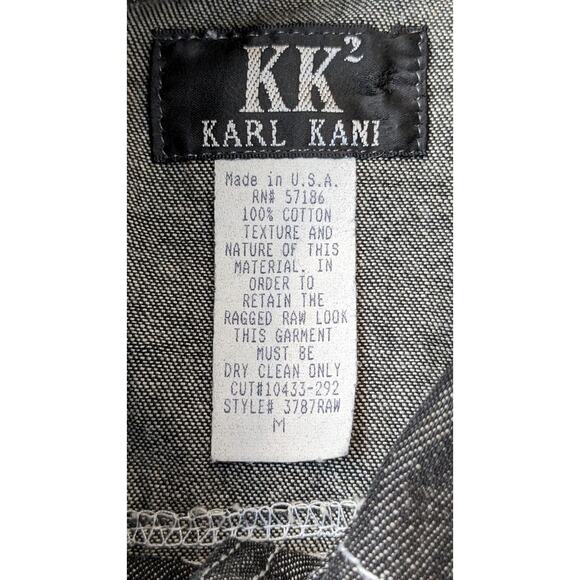 KK²
KARL KANI
Made in U.S.A.
RN# 57186
100% COTTON
TEXTURE AND
NATURE OF THIS
MATERIAL. IN
ORDER TO
RETAIN THE
RAGGED RAW LOOK
THIS GARMENT
MUST BE
DRY CLEAN ONLY
CUT#10433-292
STYLE# 3787RAW
M